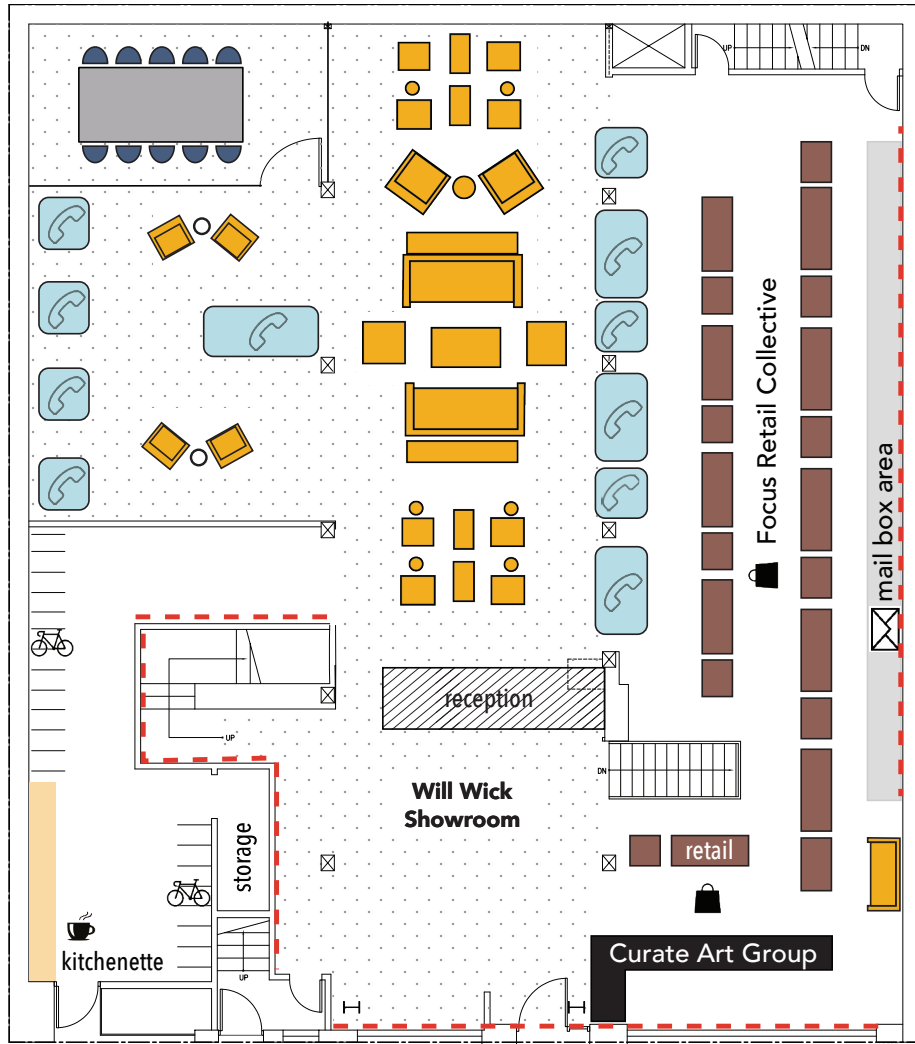 UP
DN
Focus Retail Collective
mail box area
reception
UP
DN
Will Wick
Showroom
storage
retail
kitchenette
Curate Art Group
UP